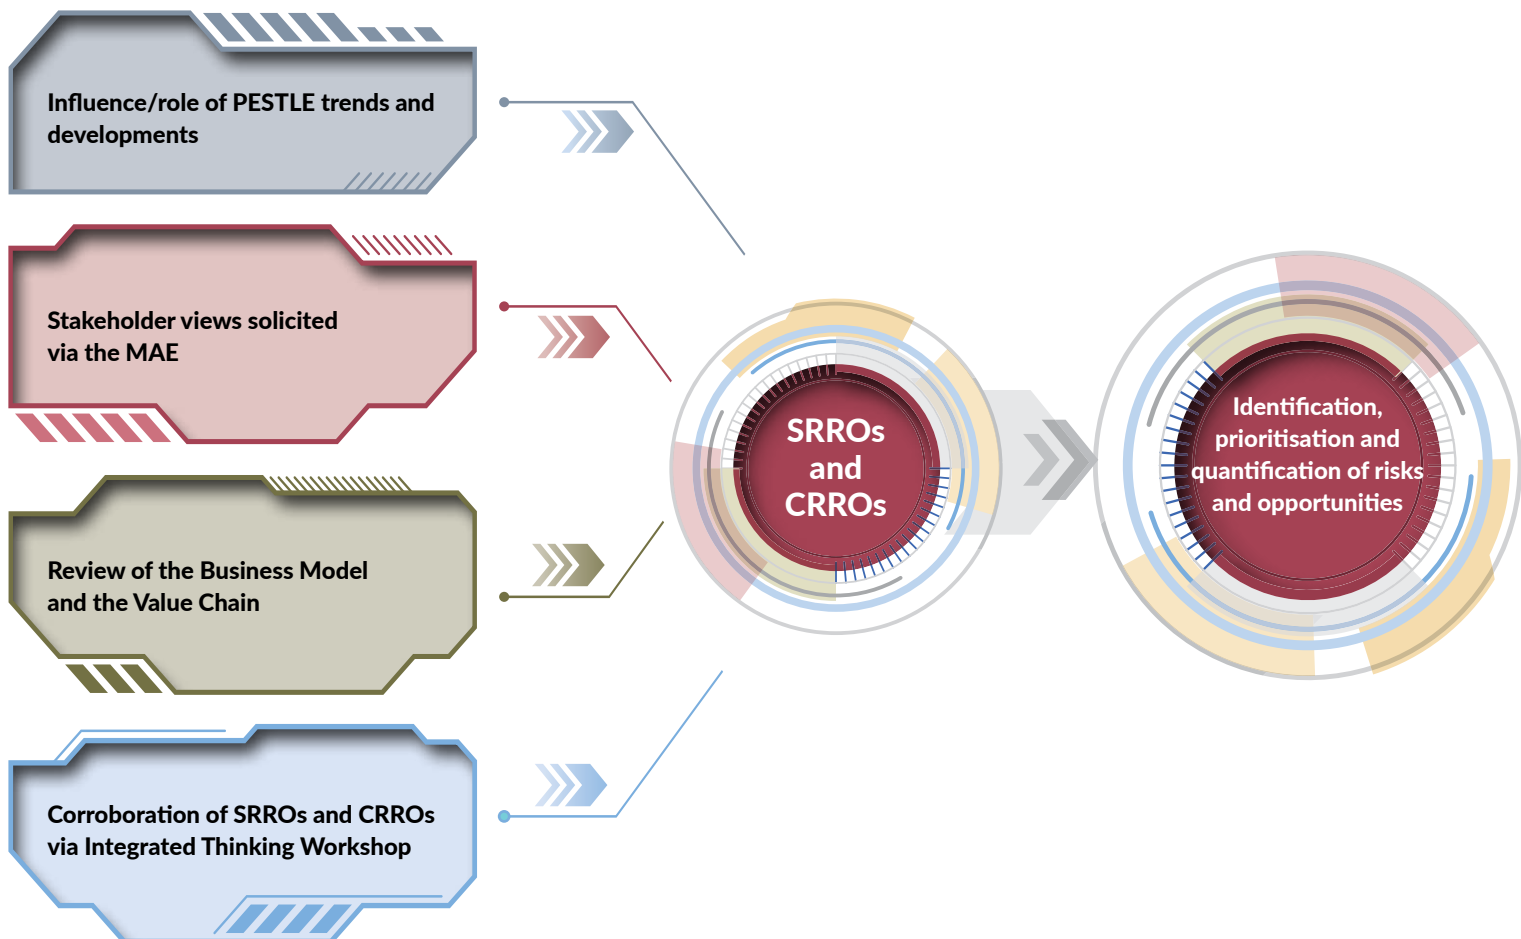 Influence/role of PESTLE trends and
developments
Stakeholder views solicited
via the MAE
Review of the Business Model
and the Value Chain
Corroboration of SRROs and CRROs
via Integrated Thinking Workshop
SRROs
and
CRROs
Identification,
prioritisation and
quantification of risks
and opportunities